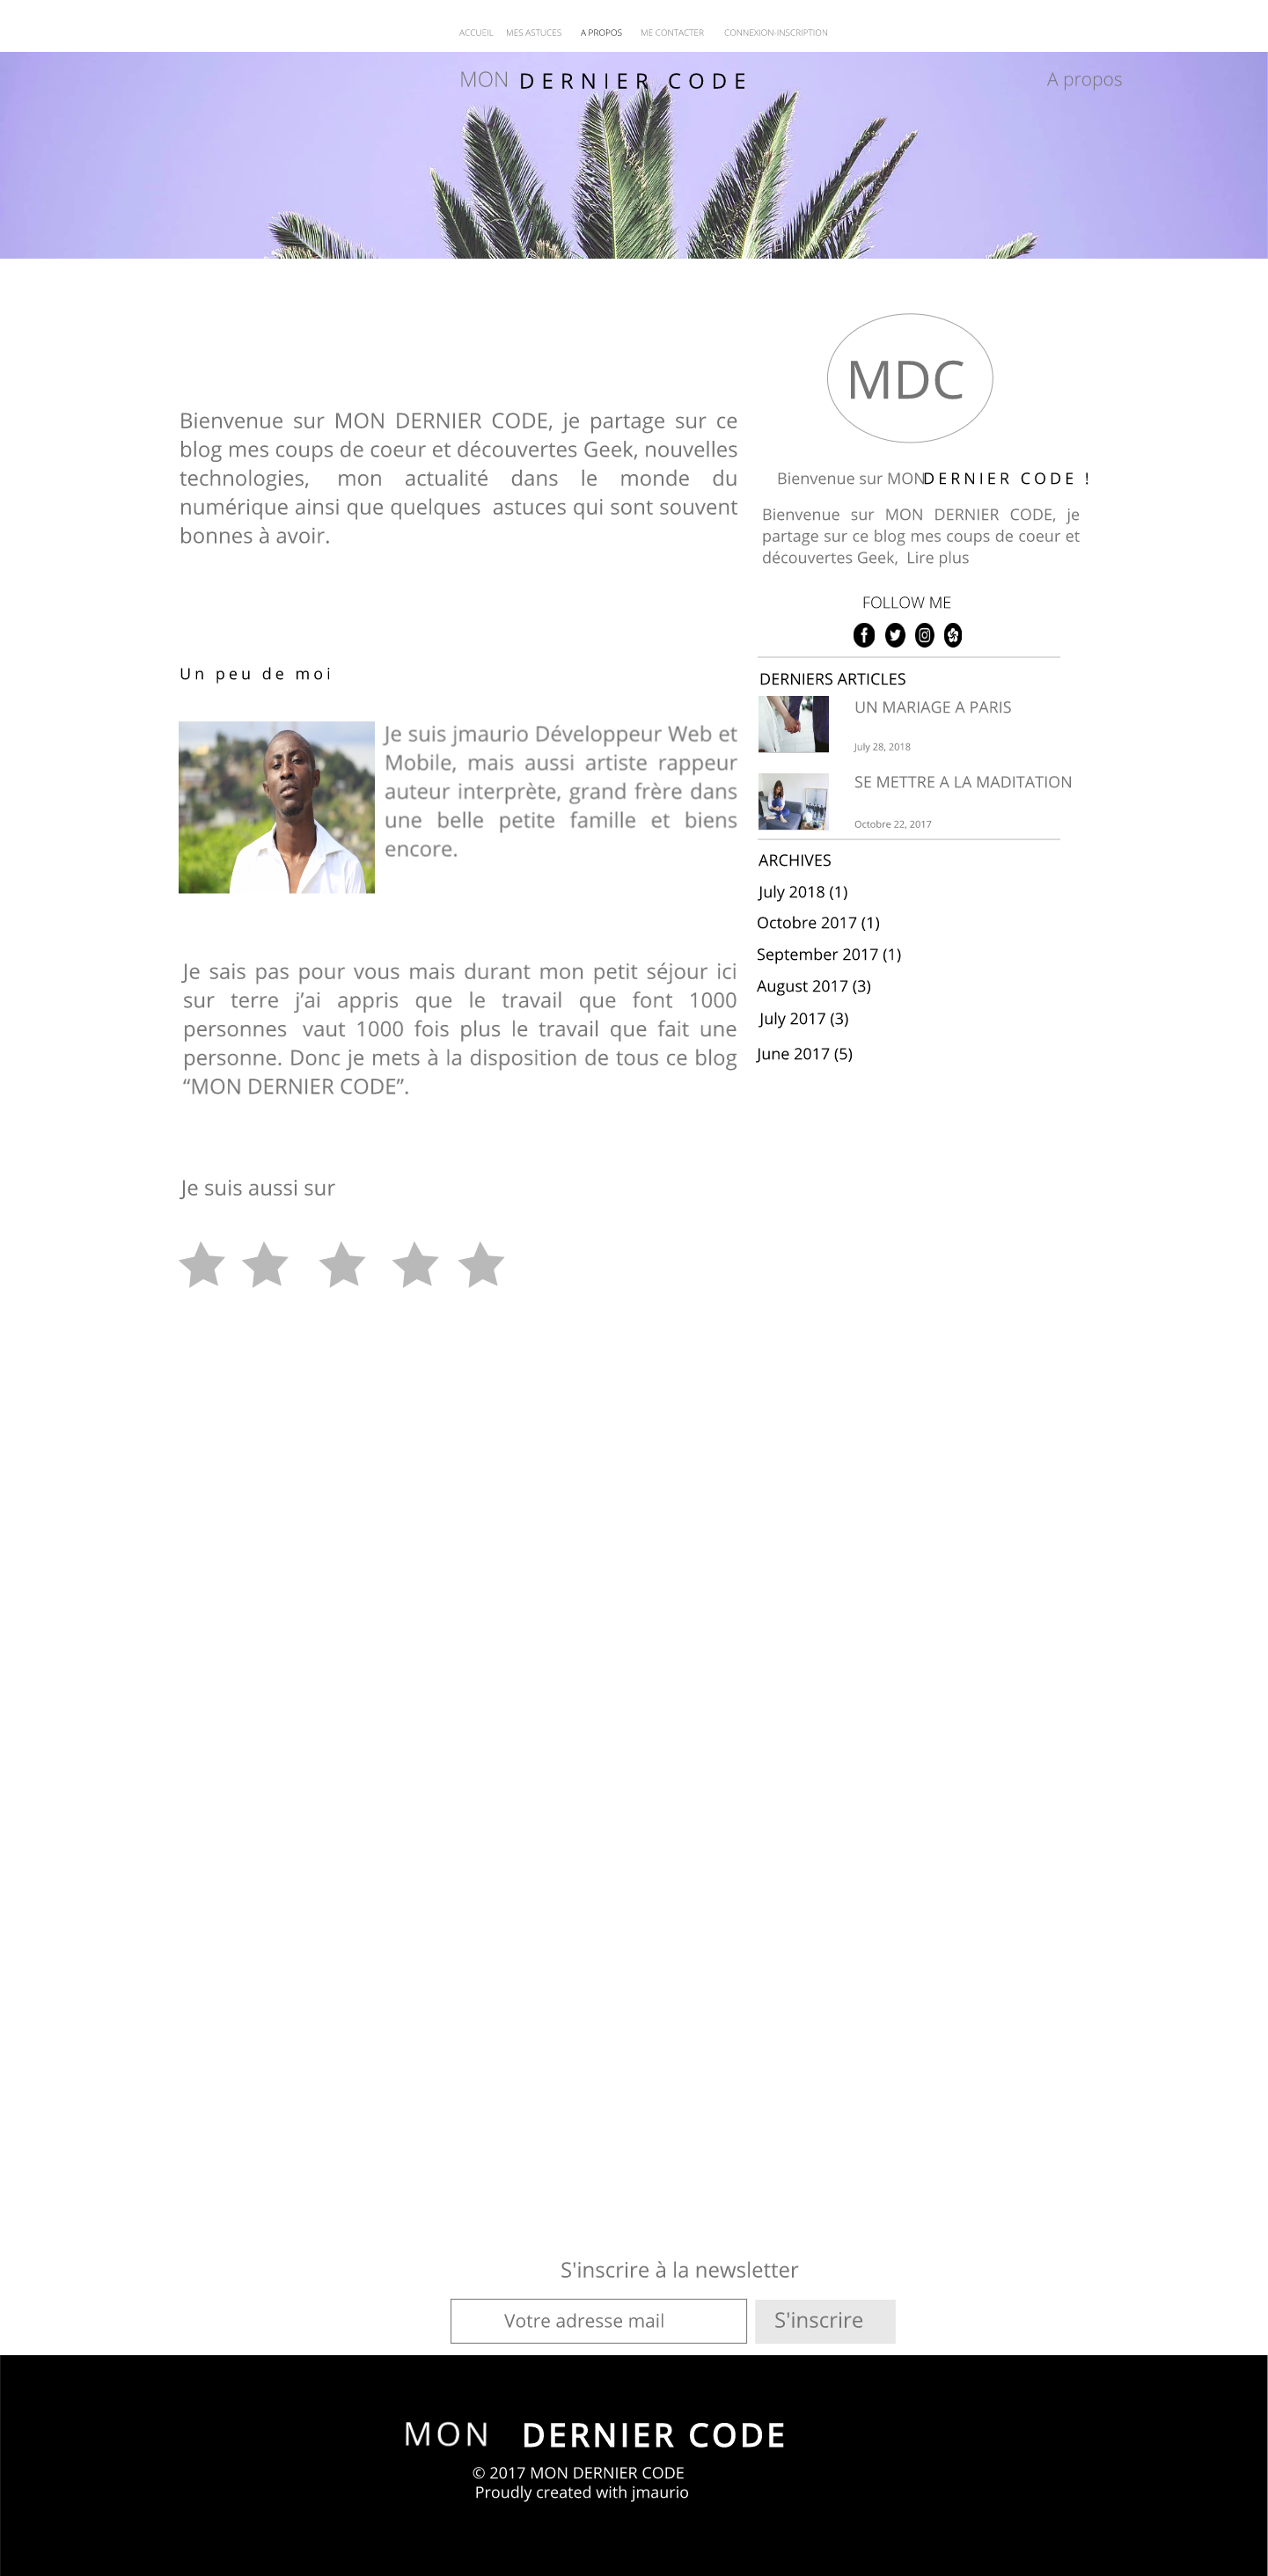 ACCUEIL MES ASTUCES A PROPOS ME CONTACTER CONNEXION-INSCRIPTION
MON DERNIER CODE
A propos
Bienvenue sur MON DERNIER CODE, je partage sur ce
blog mes coups de coeur et découvertes Geek, nouvelles
technologies, mon actualité dans le monde du
numérique ainsi que quelques astuces qui sont souvent
bonnes à avoir.
Un peu de moi
Je suis jmaurio Développeur Web et
Mobile, mais aussi artiste rappeur
auteur interprète, grand frère dans
une belle petite famille et biens
encore.
Je sais pas pour vous mais durant mon petit séjour ici
sur terre j’ai appris que le travail que font 1000
personnes vaut 1000 fois plus le travail que fait une
personne. Donc je mets à la disposition de tous ce blog
“MON DERNIER CODE”.
Je suis aussi sur
MDC
Bienvenue sur MON DERNIER CODE !
Bienvenue sur MON DERNIER CODE, je
partage sur ce blog mes coups de coeur et
découvertes Geek, Lire plus
FOLLOW ME
DERNIERS ARTICLES
UN MARIAGE A PARIS
July 28, 2018
SE METTRE A LA MADITATION
Octobre 22, 2017
ARCHIVES
July 2018 (1)
Octobre 2017 (1)
September 2017 (1)
August 2017 (3)
July 2017 (3)
June 2017 (5)
S'inscrire à la newsletter
Votre adresse mail
S'inscrire
MON DERNIER CODE
© 2017 MON DERNIER CODE
Proudly created with jmaurio